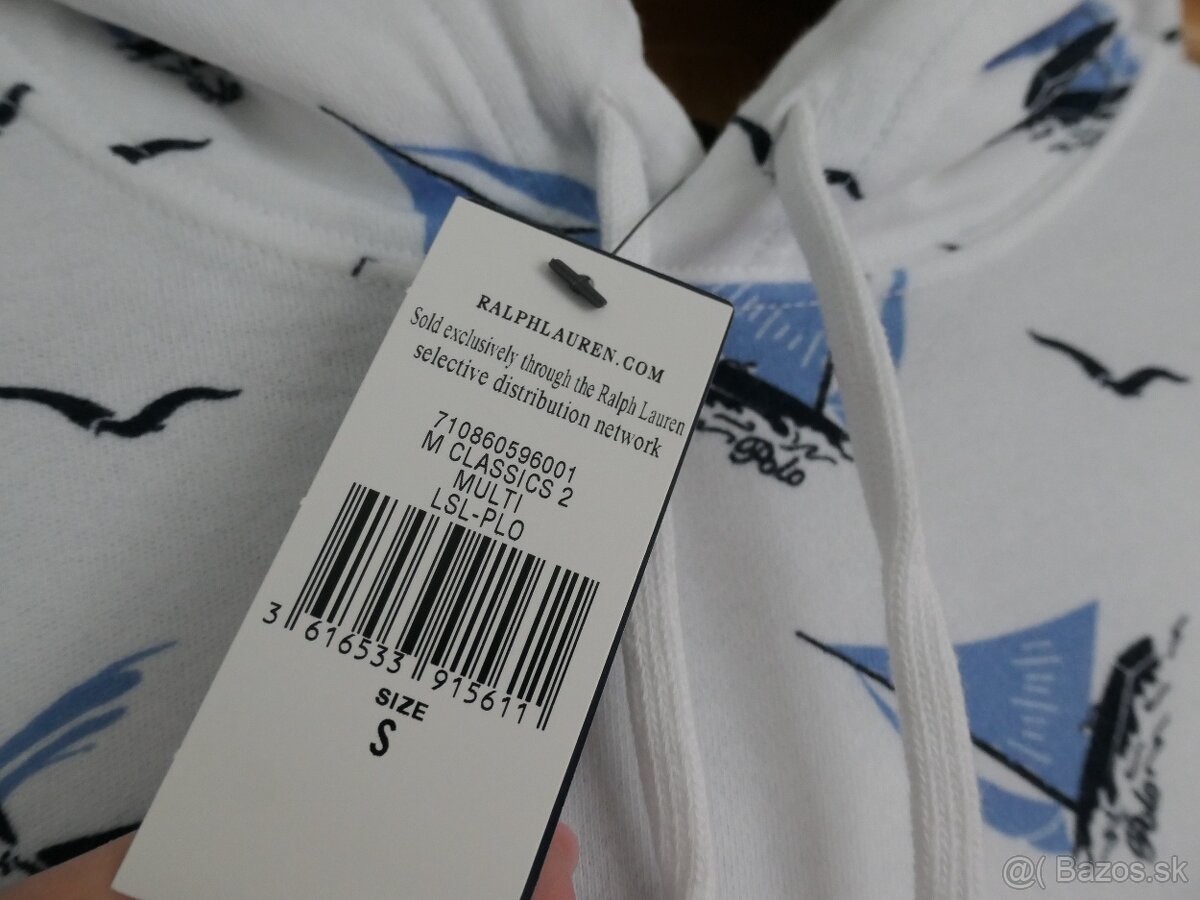 RALPHLAUREN.COM
Sold exclusively through the Ralph Lauren
selective distribution network
710860596001
M CLASSICS 2
MULTI
LSL-PLO
3 616533 915611
SIZE
S
Polo
Polo
@( Bazos.sk